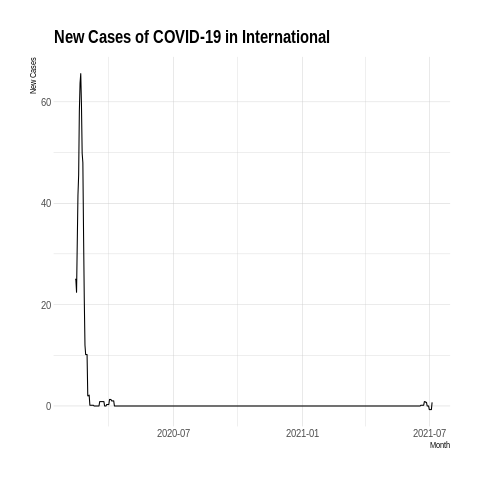 New Cases of COVID-19 in International
New Cases
60
40
20
0
2020-07
2021-01
2021-07
Month